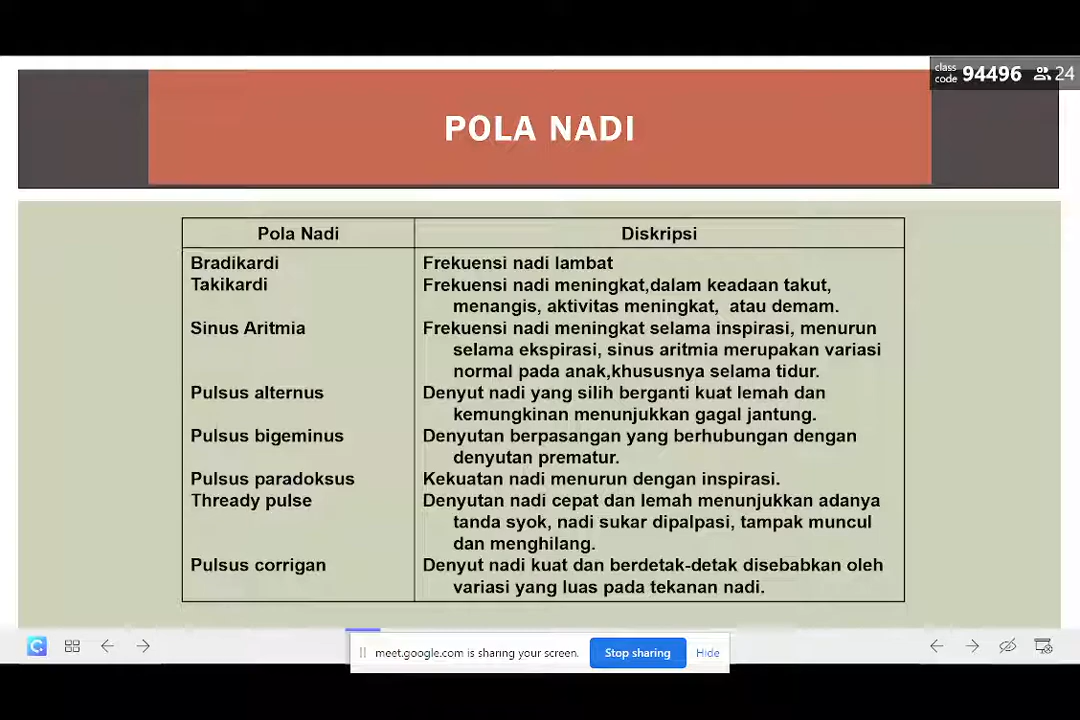 class code 94496 24
POLA NADI
Pola Nadi Diskripsi
Bradikardi Frekuensi nadi lambat
Takikardi Frekuensi nadi meningkat,dalam keadaan takut,
menangis, aktivitas meningkat, atau demam.
Sinus Aritmia Frekuensi nadi meningkat selama inspirasi, menurun
selama ekspirasi, sinus aritmia merupakan variasi
normal pada anak,khususnya selama tidur.
Pulsus alternus Denyut nadi yang silih berganti kuat lemah dan
kemungkinan menunjukkan gagal jantung.
Pulsus bigeminus Denyutan berpasangan yang berhubungan dengan
denyutan prematur.
Pulsus paradoksus Kekuatan nadi menurun dengan inspirasi.
Thready pulse Denyutan nadi cepat dan lemah menunjukkan adanya
tanda syok, nadi sukar dipalpasi, tampak muncul
dan menghilang.
Pulsus corrigan Denyut nadi kuat dan berdetak-detak disebabkan oleh
variasi yang luas pada tekanan nadi.
meet.google.com is sharing your screen. Stop sharing Hide